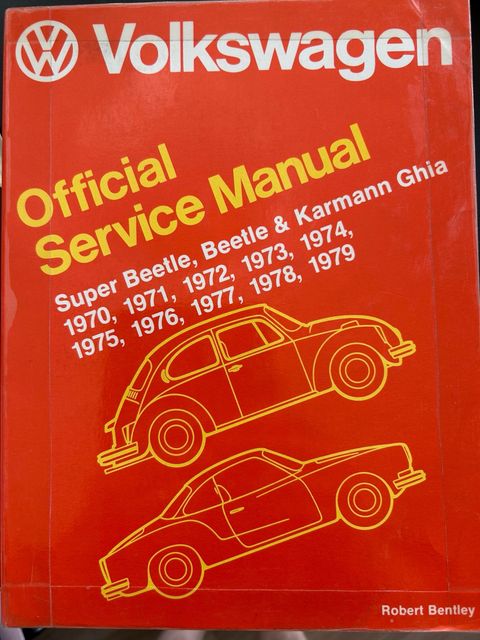 VW Volkswagen
Official
Service Manual
Super Beetle, Beetle & Karmann Ghia
1970, 1971, 1972, 1973, 1974,
1975, 1976, 1977, 1978, 1979
Robert Bentley